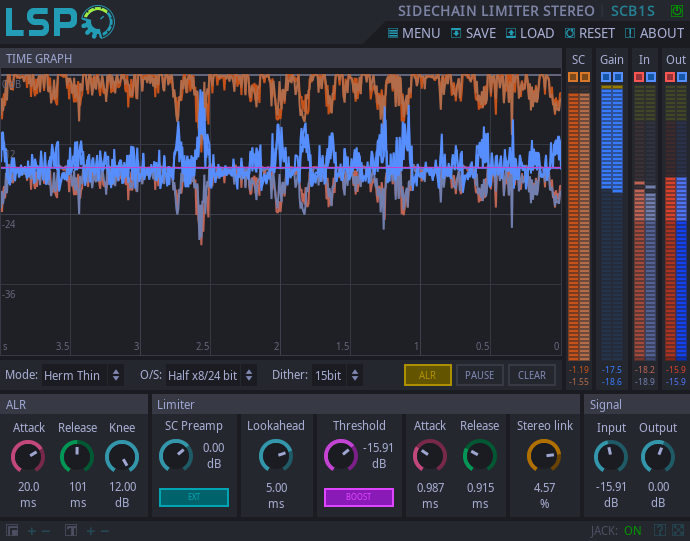 LSP
SIDECHAIN LIMITER STEREO SCB1S
MENU SAVE LOAD RESET ABOUT
TIME GRAPH
SC Gain In Out
-24
-36
s 3.5 3 2.5 2 1.5 1 0.5 0
-1.19 -17.5 -18.2 -15.9
-1.55 -18.6 -18.9 -15.9
Mode: Herm Thin O/S: Half x8/24 bit Dither: 15bit ALR PAUSE CLEAR
ALR Limiter Signal
Attack Release Knee SC Preamp Lookahead Threshold Attack Release Stereo link Input Output
0.00 dB
-15.91 dB
20.0 ms 101 ms 12.00 dB EXT 5.00 ms BOOST 0.987 ms 0.915 ms 4.57 % -15.91 dB 0.00 dB
JACK: ON